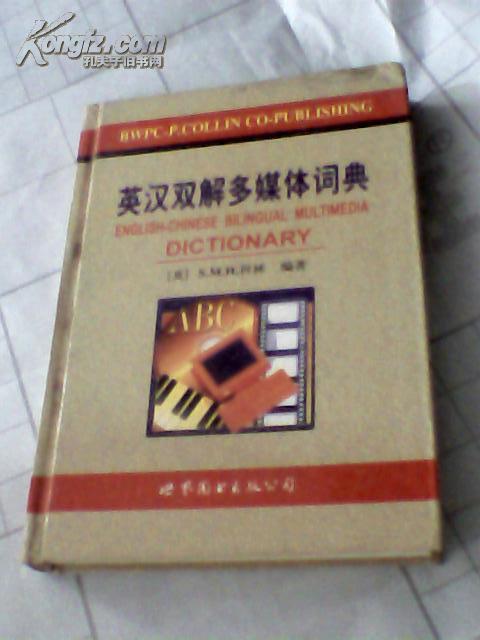 Kongfz.com
孔夫子旧书网
BWPC-P.COLLIN CO-PUBLISHING
英汉双解多媒体词典
ENGLISH-CHINESE BILINGUAL MULTIMEDIA
DICTIONARY
[英] S.M.H.科林 编著
ABC
世界图书出版公司